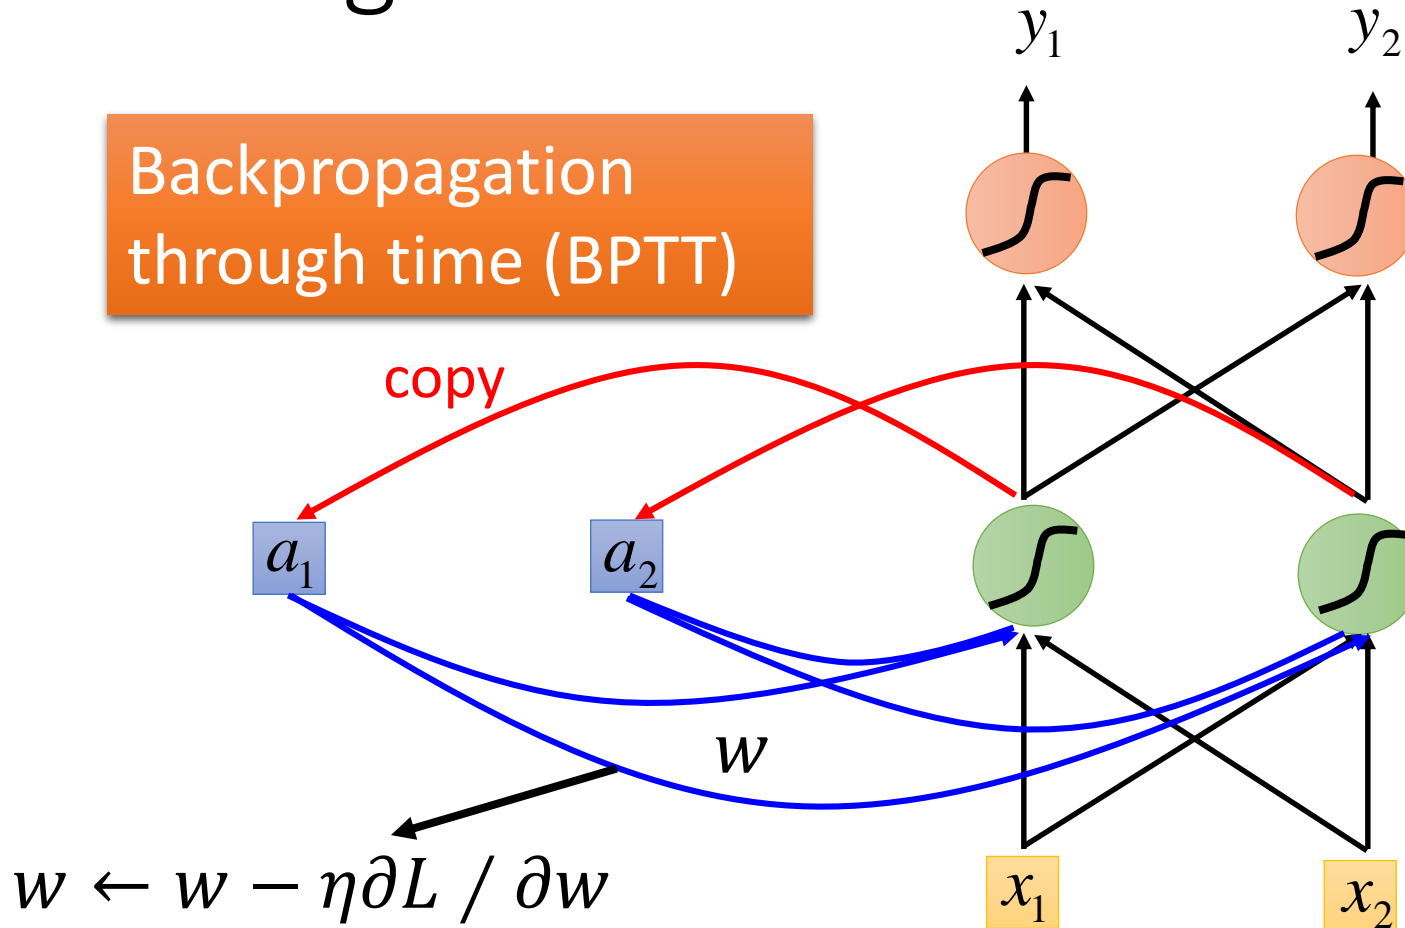 y₁ y₂
Backpropagation
through time (BPTT)
copy
a₁ a₂
w
w ← w − η∂L / ∂w
x₁ x₂